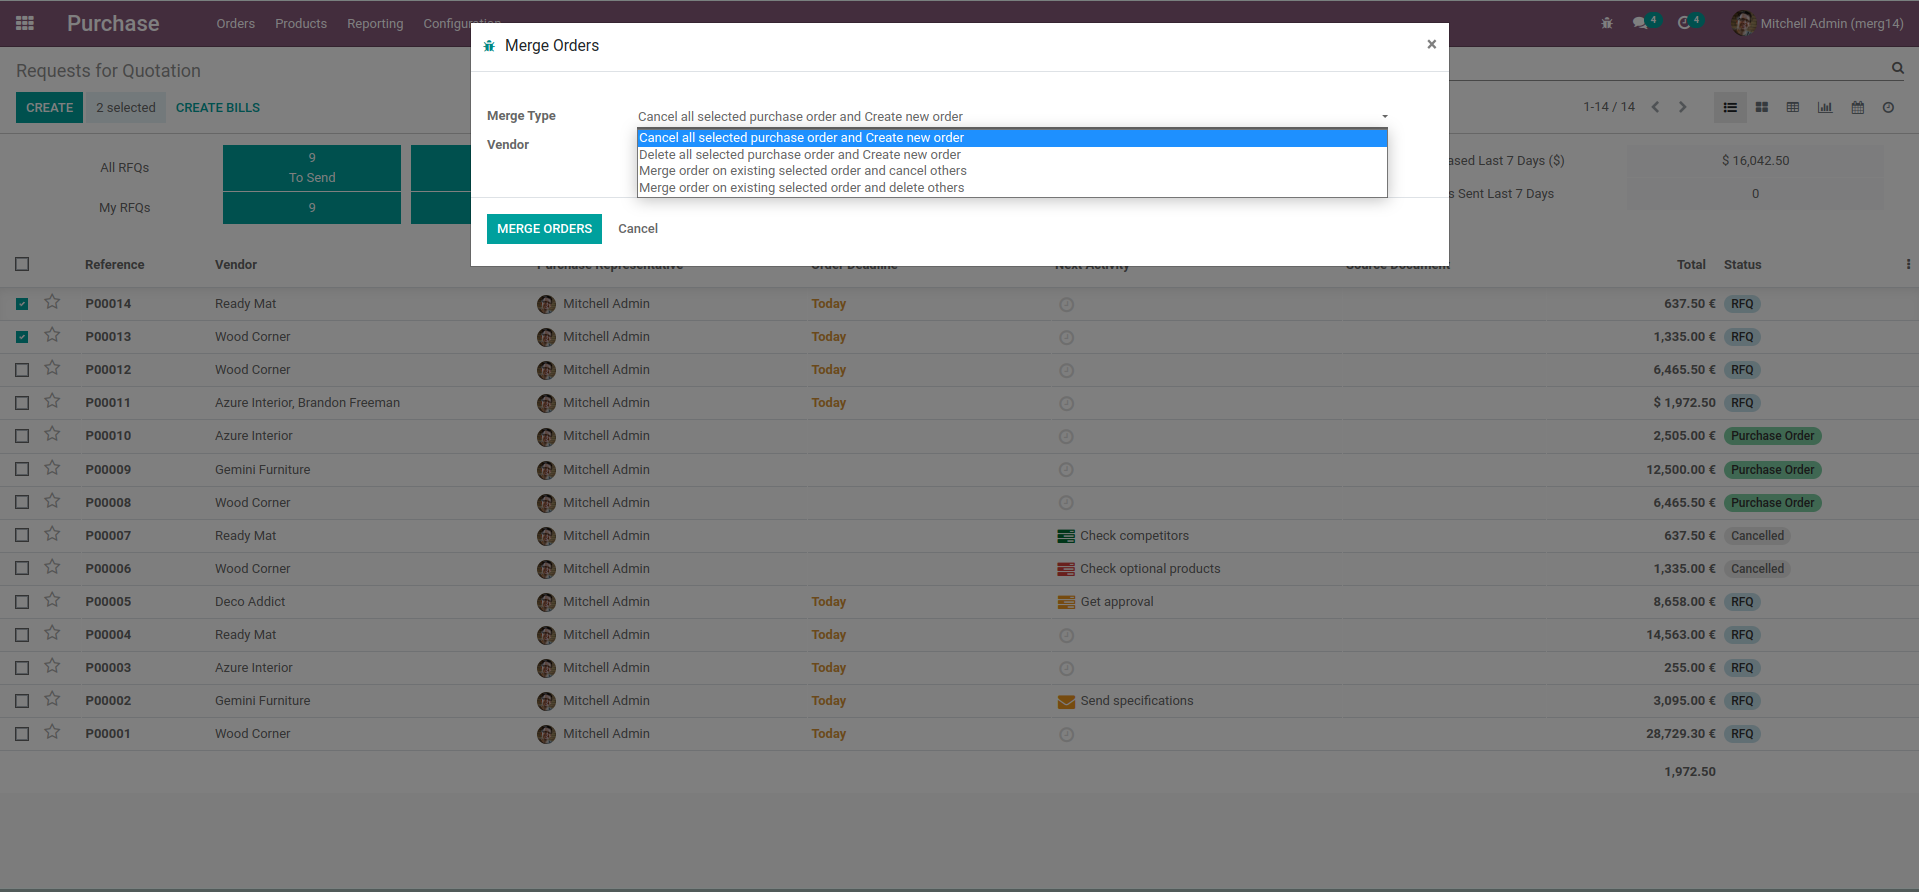 Purchase Orders Products Reporting Configuration 4 4 Mitchell Admin (merg14)
Merge Orders ×
Requests for Quotation
CREATE 2 selected CREATE BILLS 1-14 / 14
Merge Type Cancel all selected purchase order and Create new order
Cancel all selected purchase order and Create new order
Vendor
Delete all selected purchase order and Create new order
Merge order on existing selected order and cancel others
Merge order on existing selected order and delete others
9
All RFQs To Send ased Last 7 Days ($) $ 16,042.50
My RFQs 9 s Sent Last 7 Days 0
MERGE ORDERS Cancel
Reference Vendor Purchase Representative Order Deadline Next Activity Source Document Total Status
P00014 Ready Mat Mitchell Admin Today 637.50 € RFQ
P00013 Wood Corner Mitchell Admin Today 1,335.00 € RFQ
P00012 Wood Corner Mitchell Admin Today 6,465.50 € RFQ
P00011 Azure Interior, Brandon Freeman Mitchell Admin Today $ 1,972.50 RFQ
P00010 Azure Interior Mitchell Admin 2,505.00 € Purchase Order
P00009 Gemini Furniture Mitchell Admin 12,500.00 € Purchase Order
P00008 Wood Corner Mitchell Admin 6,465.50 € Purchase Order
P00007 Ready Mat Mitchell Admin Check competitors 637.50 € Cancelled
P00006 Wood Corner Mitchell Admin Check optional products 1,335.00 € Cancelled
P00005 Deco Addict Mitchell Admin Today Get approval 8,658.00 € RFQ
P00004 Ready Mat Mitchell Admin Today 14,563.00 € RFQ
P00003 Azure Interior Mitchell Admin Today 255.00 € RFQ
P00002 Gemini Furniture Mitchell Admin Today Send specifications 3,095.00 € RFQ
P00001 Wood Corner Mitchell Admin Today 28,729.30 € RFQ
1,972.50